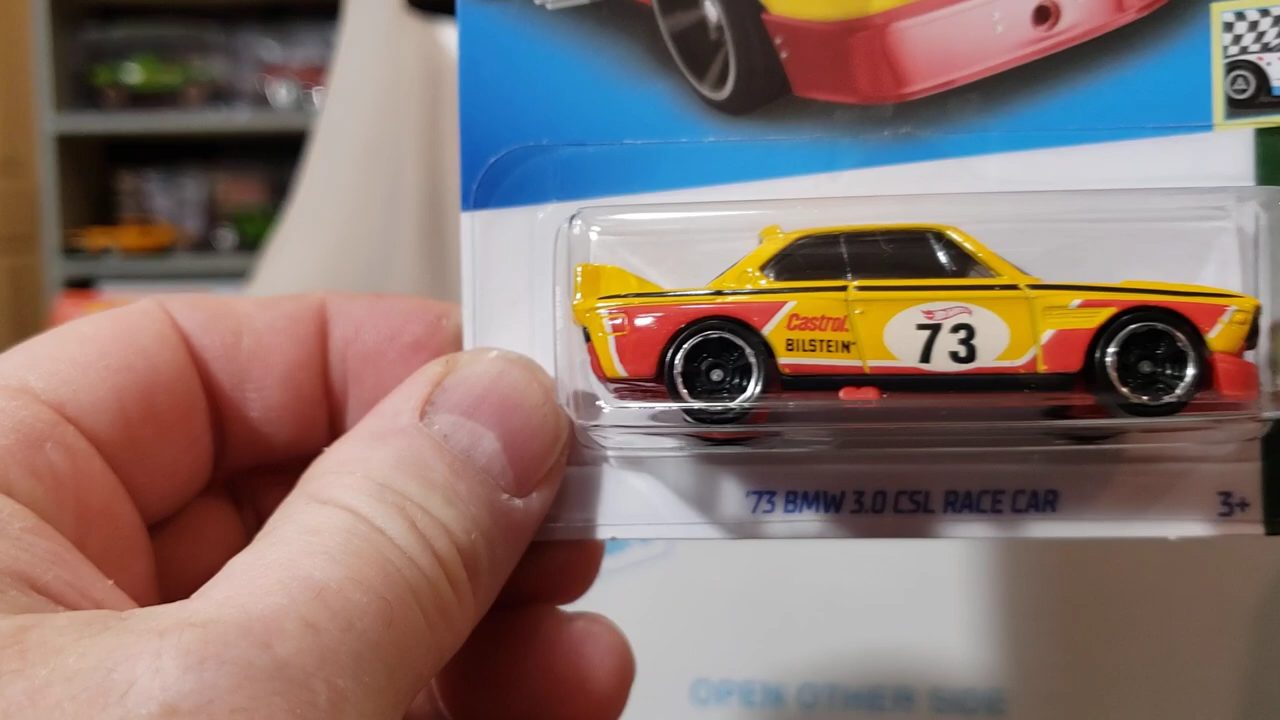 Castrol
BILSTEIN
73
'73 BMW 3.0 CSL RACE CAR
3+
OPEN OTHER SIDE